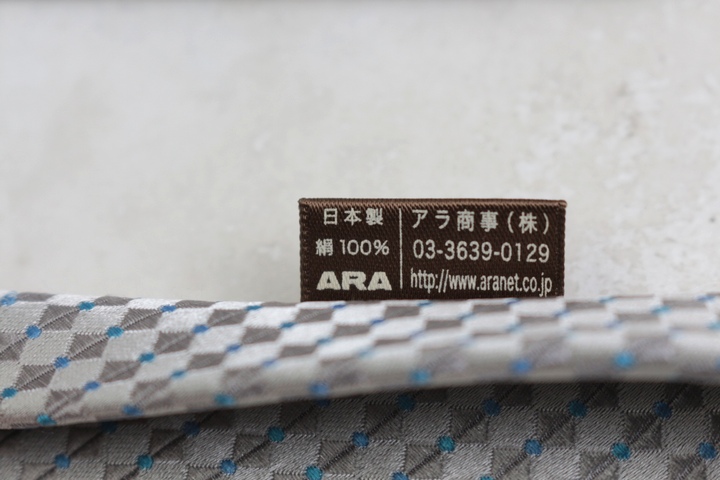 日本製
絹 100%
ARA
アラ商事(株)
03-3639-0129
http://www.aranet.co.jp